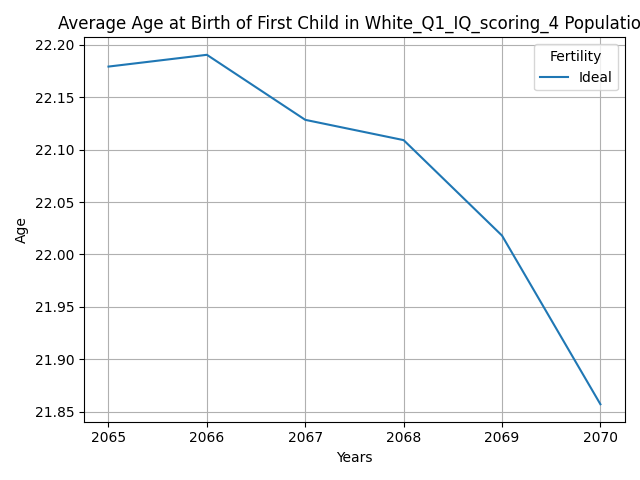 Average Age at Birth of First Child in White_Q1_IQ_scoring_4 Populatio
22.20
22.15
22.10
22.05
22.00
21.95
21.90
21.85
Age
Fertility
Ideal
2065 2066 2067 2068 2069 2070
Years